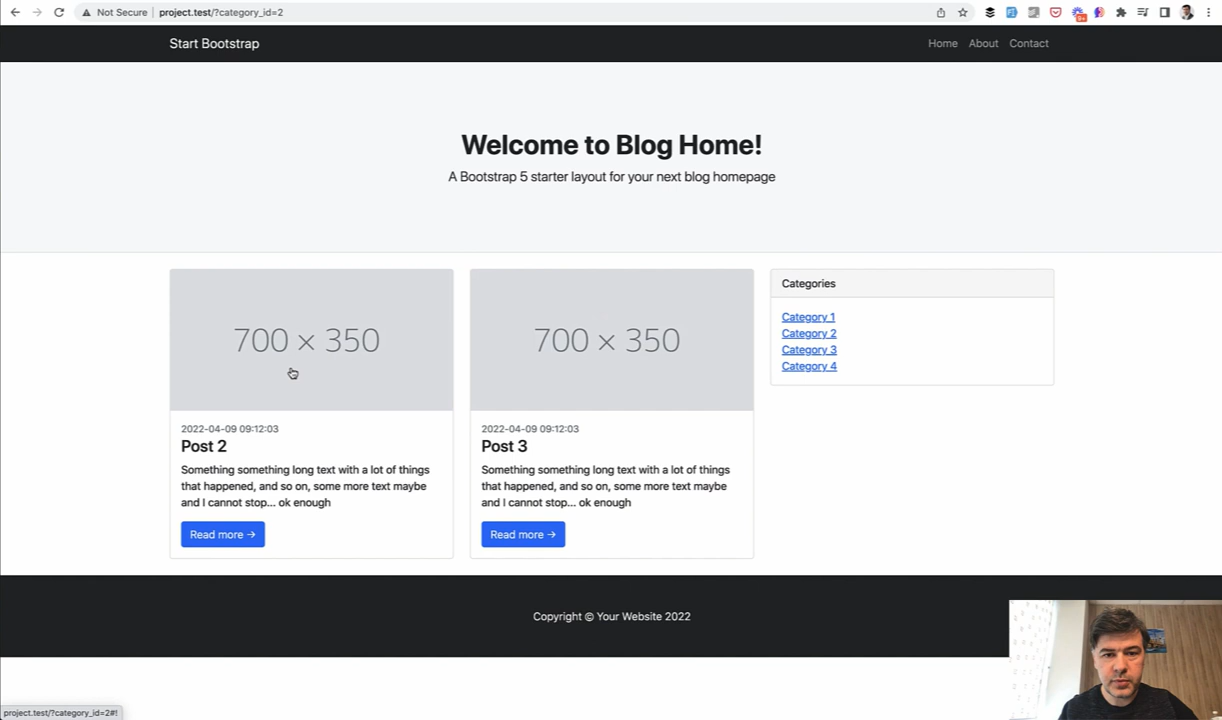 Not Secure project.test/?category_id=2
9+
Start Bootstrap
Home About Contact
Welcome to Blog Home!
A Bootstrap 5 starter layout for your next blog homepage
700 × 350
2022-04-09 09:12:03
Post 2
Something something long text with a lot of things
that happened, and so on, some more text maybe
and I cannot stop... ok enough
Read more →
700 × 350
2022-04-09 09:12:03
Post 3
Something something long text with a lot of things
that happened, and so on, some more text maybe
and I cannot stop... ok enough
Read more →
Categories
Category 1
Category 2
Category 3
Category 4
Copyright © Your Website 2022
project.test/?category_id=2#!